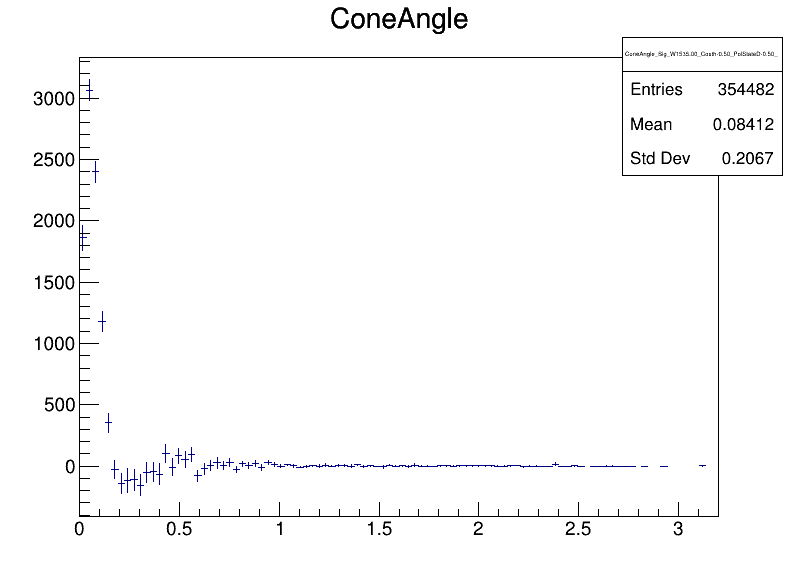 ConeAngle
ConeAngle_Sig_W1535.00_Costh-0.50_PolStateD-0.50_
Entries 354482
Mean 0.08412
Std Dev 0.2067
3000
2500
2000
1500
1000
500
0
0 0.5 1 1.5 2 2.5 3